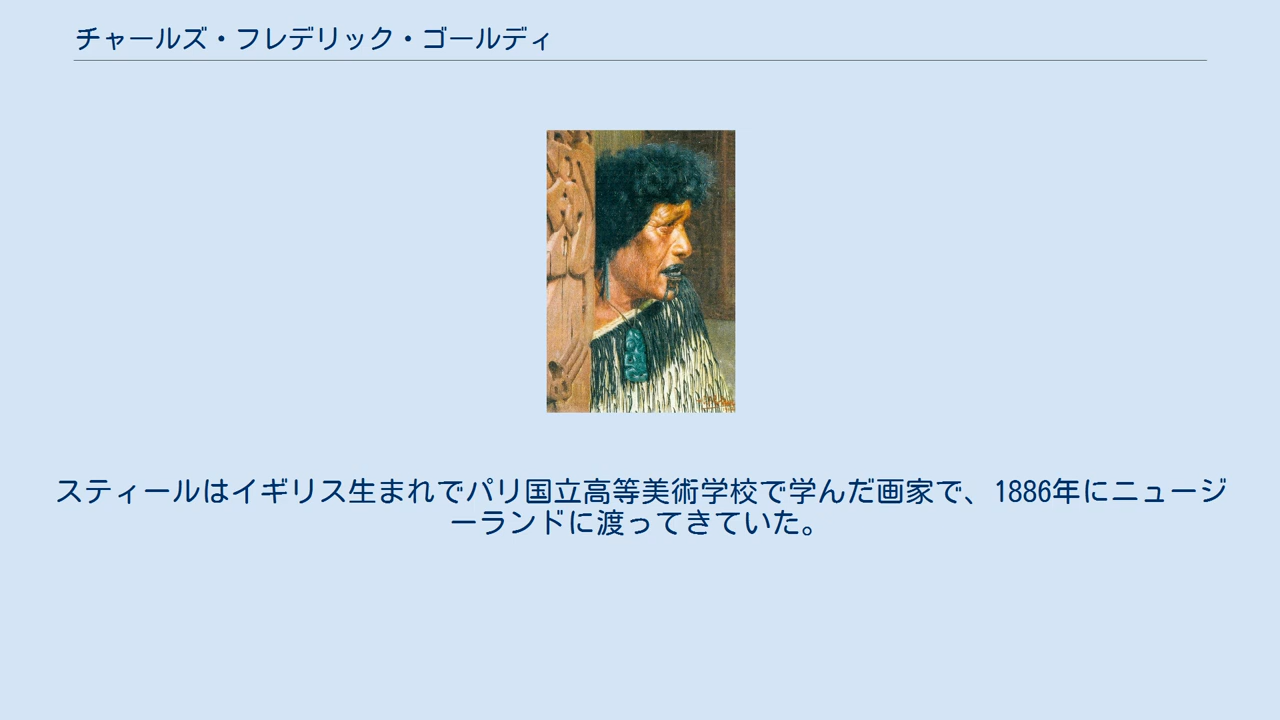 チャールズ・フレデリック・ゴールディ
スティールはイギリス生まれでパリ国立高等美術学校で学んだ画家で、1886年にニュージ
ーランドに渡ってきていた。